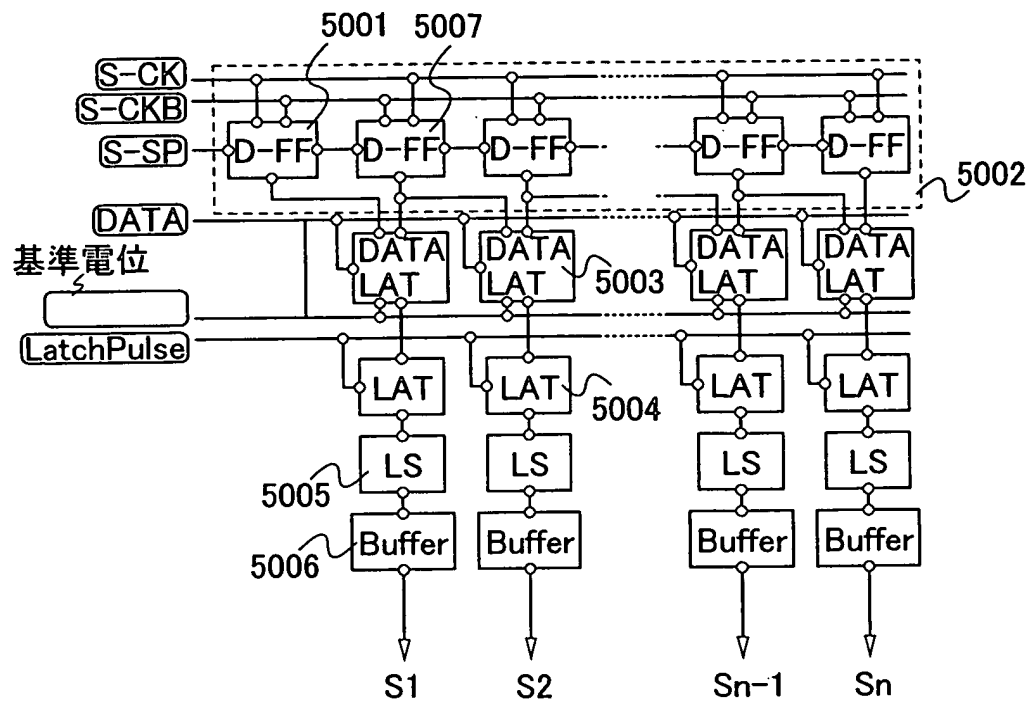 5001 5007
S-CK
S-CKB
S-SP
D-FF D-FF D-FF D-FF D-FF
5002
DATA
DATA LAT DATA LAT DATA LAT DATA LAT
5003
基準電位
LatchPulse
LAT LAT LAT LAT
5004
LS LS LS LS
5005
Buffer Buffer Buffer Buffer
5006
S1 S2 Sn-1 Sn